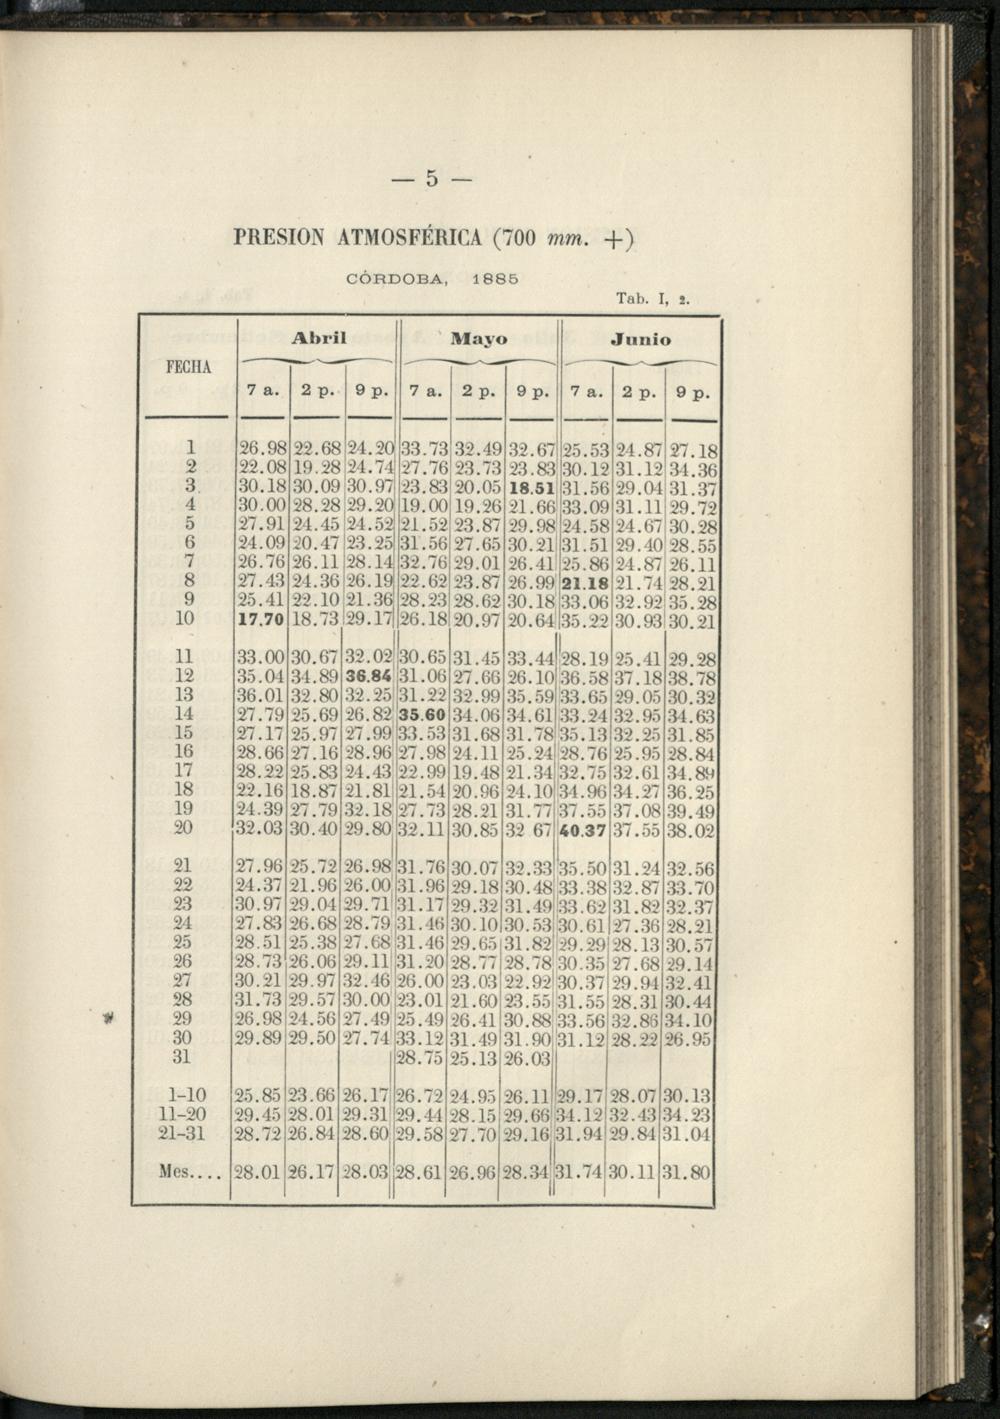 — 5 —
PRESION ATMOSFÉRICA (700 mm. +)
CÓRDOBA, 1885
Tab. I, 2.
FECHA Abril Mayo Junio
7 a. 2 p. 9 p. 7 a. 2 p. 9 p. 7 a. 2 p. 9 p.
1 26.98 22.68 24.20 33.73 32.49 32.67 25.53 24.87 27.18
2 22.08 19.28 24.74 27.76 23.73 23.83 30.12 31.12 34.36
3. 30.18 30.09 30.97 23.83 20.05 18.51 31.56 29.04 31.37
4 30.00 28.28 29.20 19.00 19.26 21.66 33.09 31.11 29.72
5 27.91 24.45 24.52 21.52 23.87 29.98 24.58 24.67 30.28
6 24.09 20.47 23.25 31.56 27.65 30.21 31.51 29.40 28.55
7 26.76 26.11 28.14 32.76 29.01 26.41 25.86 24.87 26.11
8 27.43 24.36 26.19 22.62 23.87 26.99 21.18 21.74 28.21
9 25.41 22.10 21.36 28.23 28.62 30.18 33.06 32.92 35.28
10 17.70 18.73 29.17 26.18 20.97 20.64 35.22 30.93 30.21
11 33.00 30.67 32.02 30.65 31.45 33.44 28.19 25.41 29.28
12 35.04 34.89 36.84 31.06 27.66 26.10 36.58 37.18 38.78
13 36.01 32.80 32.25 31.22 32.99 35.59 33.65 29.05 30.32
14 27.79 25.69 26.82 35.60 34.06 34.61 33.24 32.95 34.63
15 27.17 25.97 27.99 33.53 31.68 31.78 35.13 32.25 31.85
16 28.66 27.16 28.96 27.98 24.11 25.24 28.76 25.95 28.84
17 28.22 25.83 24.43 22.99 19.48 21.34 32.75 32.61 34.89
18 22.16 18.87 21.81 21.54 20.96 24.10 34.96 34.27 36.25
19 24.39 27.79 32.18 27.73 28.21 31.77 37.55 37.08 39.49
20 32.03 30.40 29.80 32.11 30.85 32 67 40.37 37.55 38.02
21 27.96 25.72 26.98 31.76 30.07 32.33 35.50 31.24 32.56
22 24.37 21.96 26.00 31.96 29.18 30.48 33.38 32.87 33.70
23 30.97 29.04 29.71 31.17 29.32 31.49 33.62 31.82 32.37
24 27.83 26.68 28.79 31.46 30.10 30.53 30.61 27.36 28.21
25 28.51 25.38 27.68 31.46 29.65 31.82 29.29 28.13 30.57
26 28.73 26.06 29.11 31.20 28.77 28.78 30.35 27.68 29.14
27 30.21 29.97 32.46 26.00 23.03 22.92 30.37 29.94 32.41
28 31.73 29.57 30.00 23.01 21.60 23.55 31.55 28.31 30.44
29 26.98 24.56 27.49 25.49 26.41 30.88 33.56 32.86 34.10
30 29.89 29.50 27.74 33.12 31.49 31.90 31.12 28.22 26.95
31 28.75 25.13 26.03
1-10 25.85 23.66 26.17 26.72 24.95 26.11 29.17 28.07 30.13
11-20 29.45 28.01 29.31 29.44 28.15 29.66 34.12 32.43 34.23
21-31 28.72 26.84 28.60 29.58 27.70 29.16 31.94 29.84 31.04
Mes.... 28.01 26.17 28.03 28.61 26.96 28.34 31.74 30.11 31.80